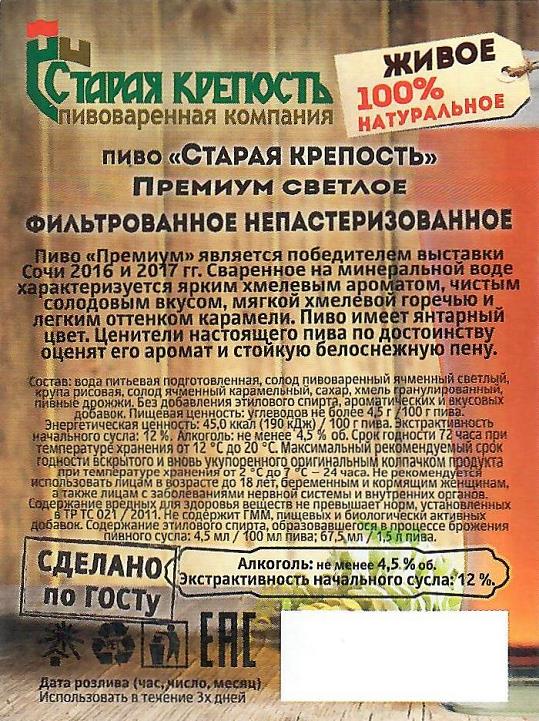 Старая крепость
пивоваренная компания
ЖИВОЕ
100%
НАТУРАЛЬНОЕ
пиво «Старая крепость»
Премиум светлое
фильтрованное непастеризованное
Пиво «Премиум» является победителем выставки
Сочи 2016 и 2017 гг. Сваренное на минеральной воде
характеризуется ярким хмелевым ароматом, чистым
солодовым вкусом, мягкой хмелевой горечью и
легким оттенком карамели. Пиво имеет янтарный
цвет. Ценители настоящего пива по достоинству
оценят его аромат и стойкую белоснежную пену.
Состав: вода питьевая подготовленная, солод пивоваренный ячменный светлый,
крупа рисовая, солод ячменный карамельный, сахар, хмель гранулированный,
пивные дрожжи. Без добавления этилового спирта, ароматических и вкусовых
добавок. Пищевая ценность: углеводов не более 4,5 г / 100 г пива.
Энергетическая ценность: 45,0 ккал (190 кДж) / 100 г пива. Экстрактивность
начального сусла: 12 %. Алкоголь: не менее 4,5 % об. Срок годности 72 часа при
температуре хранения от 12 °С до 20 °С. Максимальный рекомендуемый срок
годности вскрытого и вновь укупоренного оригинальным колпачком продукта
при температуре хранения от 2 °С до 7 °С – 24 часа. Не рекомендуется
использовать лицам в возрасте до 18 лет, беременным и кормящим женщинам,
а также лицам с заболеваниями нервной системы и внутренних органов.
Содержание вредных для здоровья веществ не превышает норм, установленных
в ТР ТС 021 / 2011. Не содержит ГММ, пищевых и биологически активных
добавок. Содержание этилового спирта, образовавшегося в процессе брожения
пивного сусла: 4,5 мл / 100 мл пива; 67,5 мл / 1,5 л пива.
СДЕЛАНО
по ГОСТу
Алкоголь: не менее 4,5 % об.
Экстрактивность начального сусла: 12 %.
ЕАС
Дата розлива (час, число, месяц)
Использовать в течение 3х дней